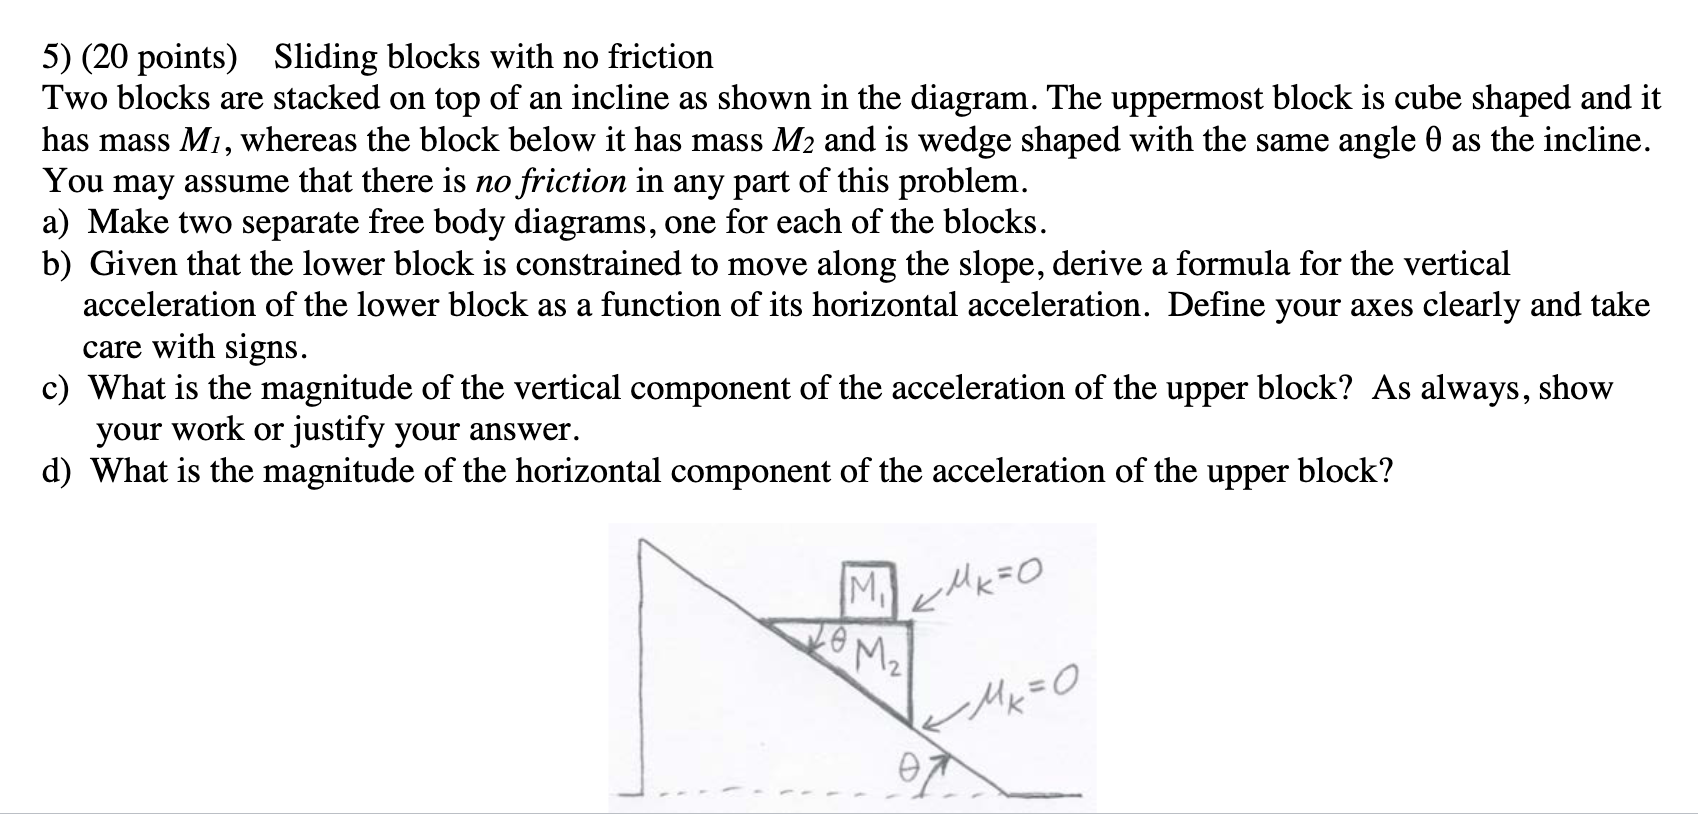 5) (20 points) Sliding blocks with no friction
Two blocks are stacked on top of an incline as shown in the diagram. The uppermost block is cube shaped and it
has mass M1, whereas the block below it has mass M2 and is wedge shaped with the same angle θ as the incline.
You may assume that there is no friction in any part of this problem.
a) Make two separate free body diagrams, one for each of the blocks.
b) Given that the lower block is constrained to move along the slope, derive a formula for the vertical
acceleration of the lower block as a function of its horizontal acceleration. Define your axes clearly and take
care with signs.
c) What is the magnitude of the vertical component of the acceleration of the upper block? As always, show
your work or justify your answer.
d) What is the magnitude of the horizontal component of the acceleration of the upper block?
M₁
μK=0
θ
M₂
μK=0
θ